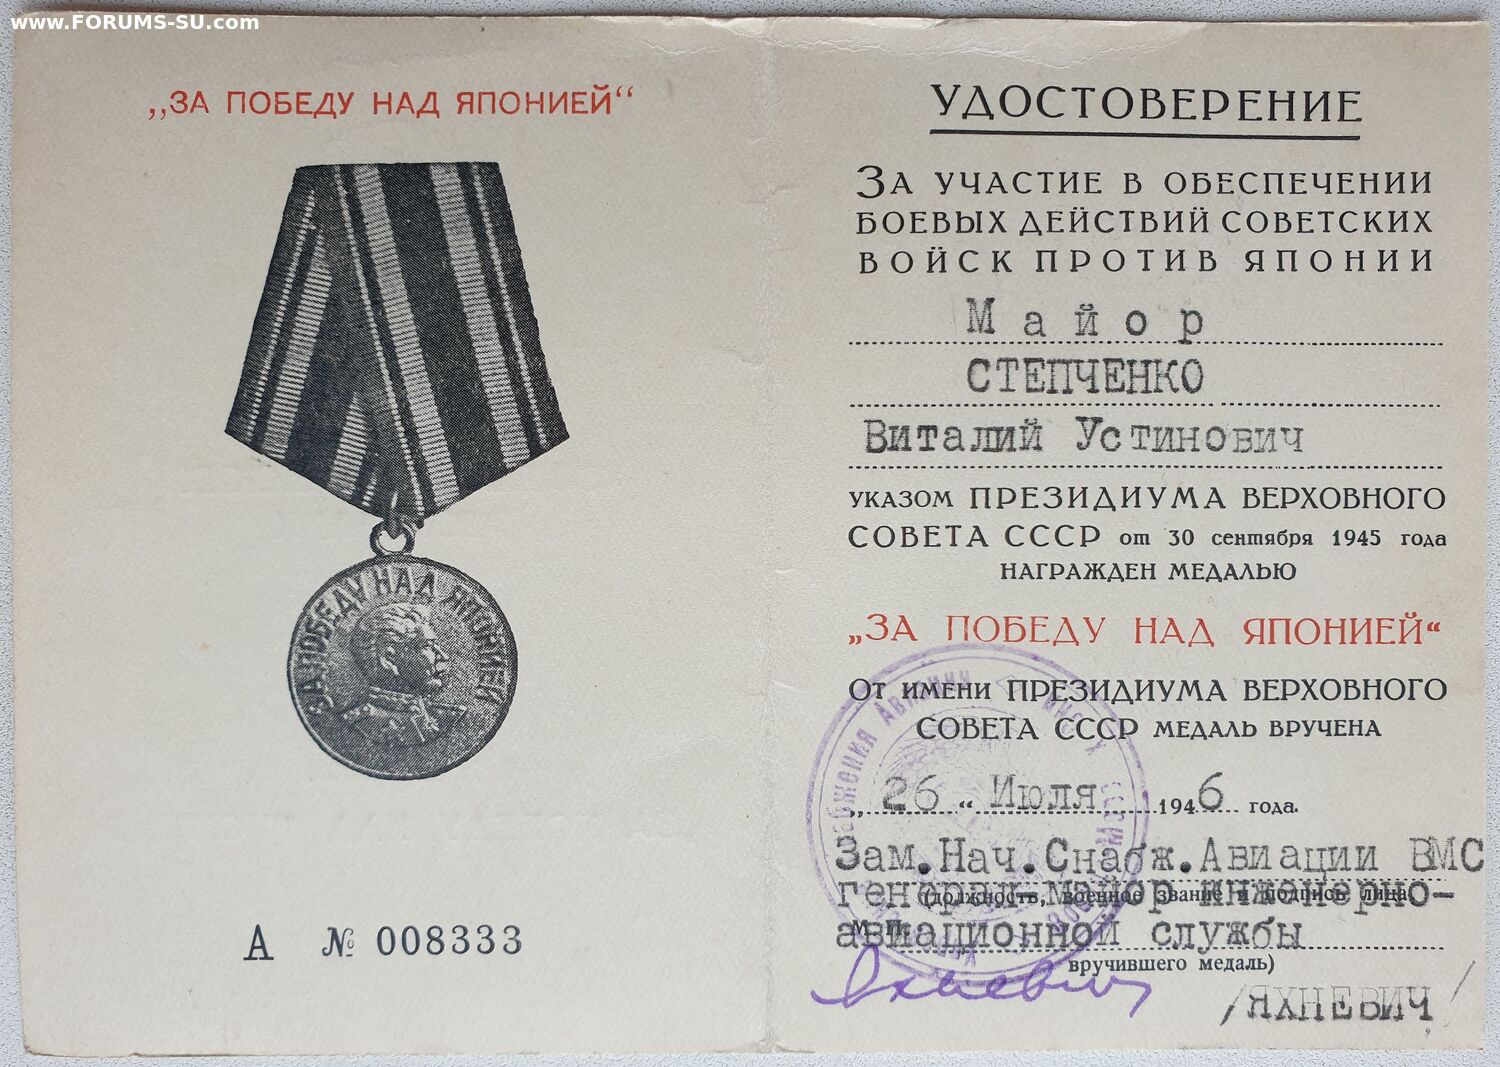 www.FORUMS-SU.com
„ЗА ПОБЕДУ НАД ЯПОНИЕЙ“
ЗА ПОБЕДУ НАД ЯПОНИЕЙ
А № 008333
УДОСТОВЕРЕНИЕ
ЗА УЧАСТИЕ В ОБЕСПЕЧЕНИИ
БОЕВЫХ ДЕЙСТВИЙ СОВЕТСКИХ
ВОЙСК ПРОТИВ ЯПОНИИ
Майор
СТЕПЧЕНКО
Виталий Устинович
УКАЗОМ ПРЕЗИДИУМА ВЕРХОВНОГО
СОВЕТА СССР от 30 сентября 1945 года
НАГРАЖДЕН МЕДАЛЬЮ
„ЗА ПОБЕДУ НАД ЯПОНИЕЙ“
ОТ ИМЕНИ ПРЕЗИДИУМА ВЕРХОВНОГО
СОВЕТА СССР МЕДАЛЬ ВРУЧЕНА
„26“ Июля 1946 года.
Зам.Нач.Снабж.Авиации ВМС
генерал-майор инженерно-
(должность, военное звание и подпись лица,
авиационной службы
М. П.
вручившего медаль)
Яхневич
/ЯХНЕВИЧ/
Авиации